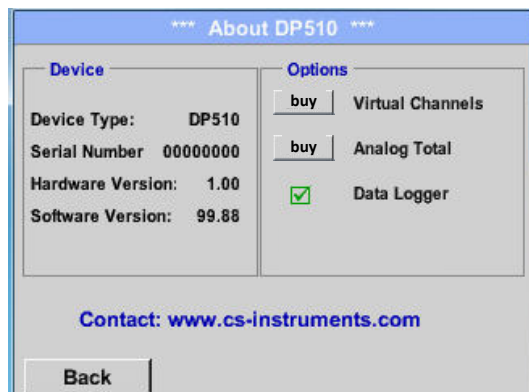 *** About DP510 ***
Device
Device Type: DP510
Serial Number 00000000
Hardware Version: 1.00
Software Version: 99.88
Options
buy Virtual Channels
buy Analog Total
Data Logger
Contact: www.cs-instruments.com
Back